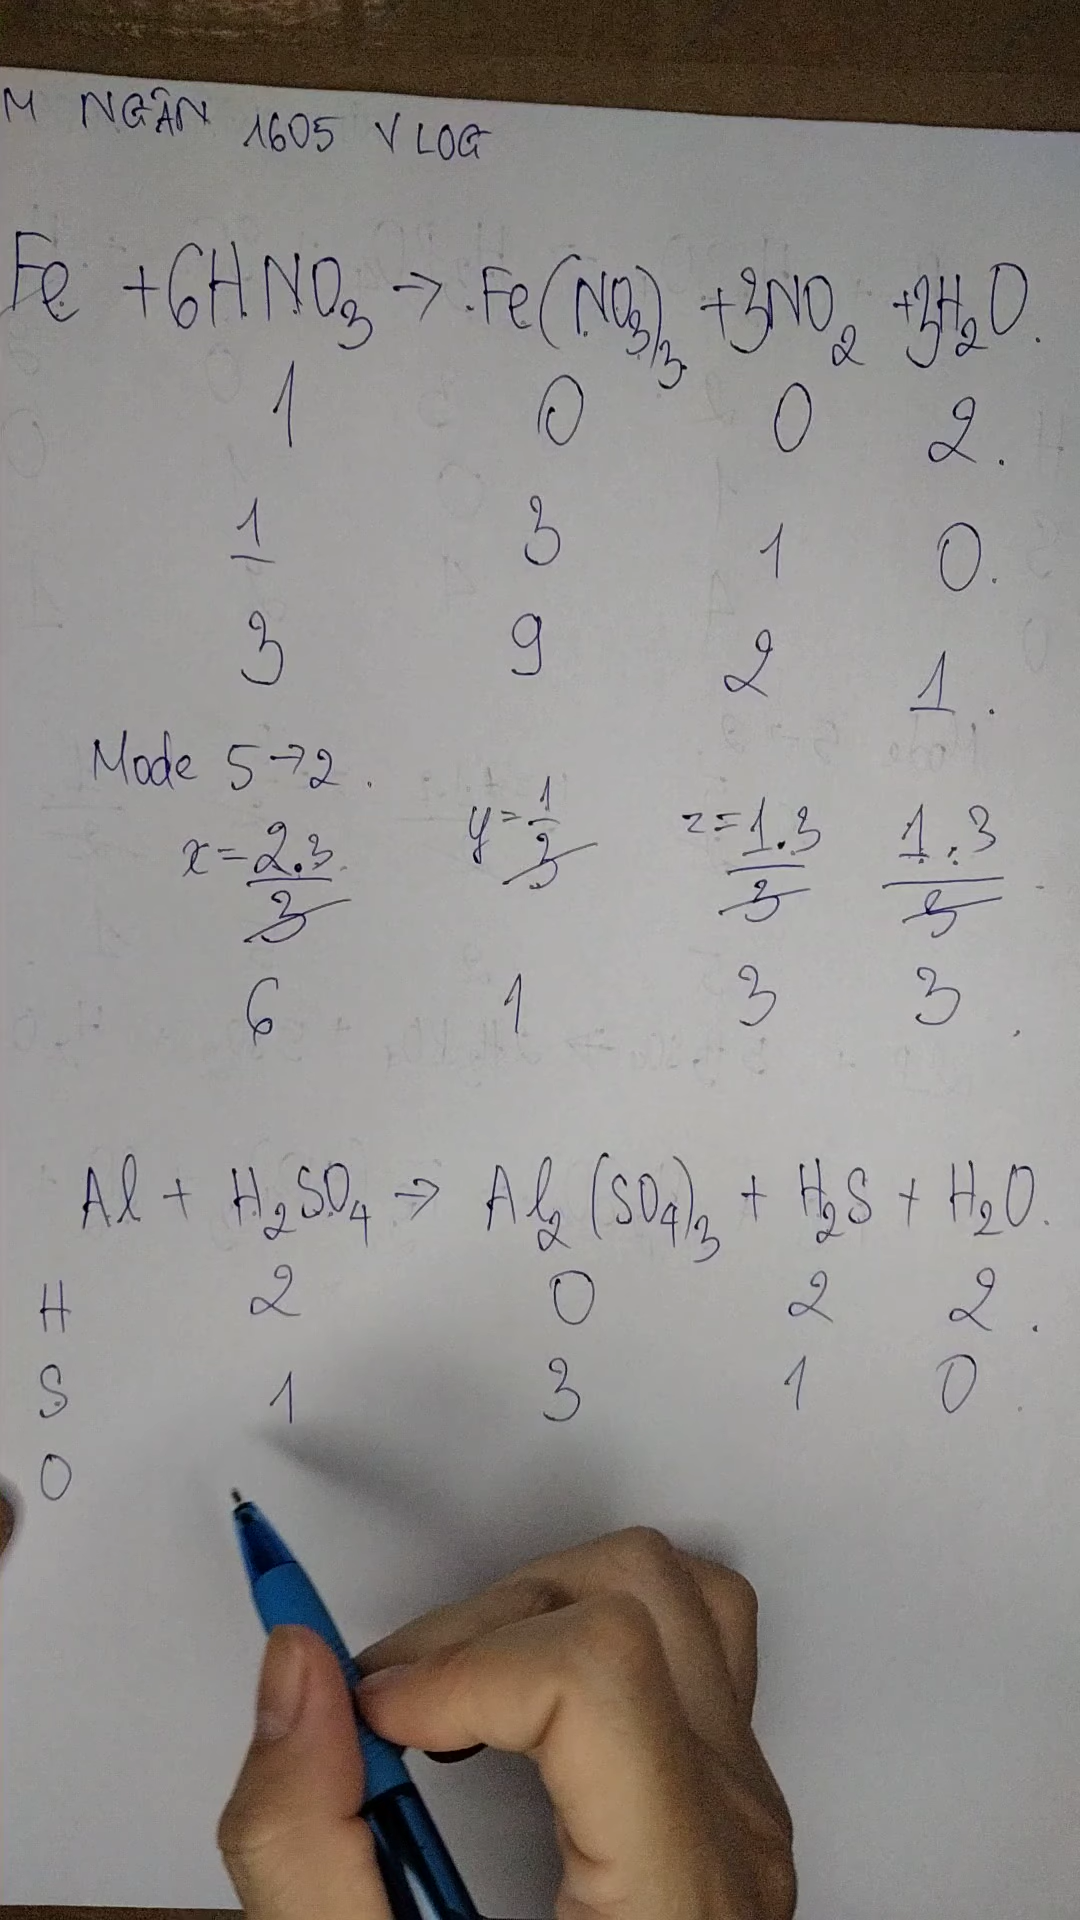 M NGÂN 1605 VLOG
Fe + 6HNO3 → Fe(NO3)3 + 3NO2 + 3H2O.
1 0 0 2.
1 3 1 0.
3 9 2 1.
Mode 5→2.
x = 2.3/3 y = 1/3 z = 1.3/3 1.3/3
6 1 3 3
Al + H2SO4 → Al2(SO4)3 + H2S + H2O.
H 2 0 2 2.
S 1 3 1 0
O